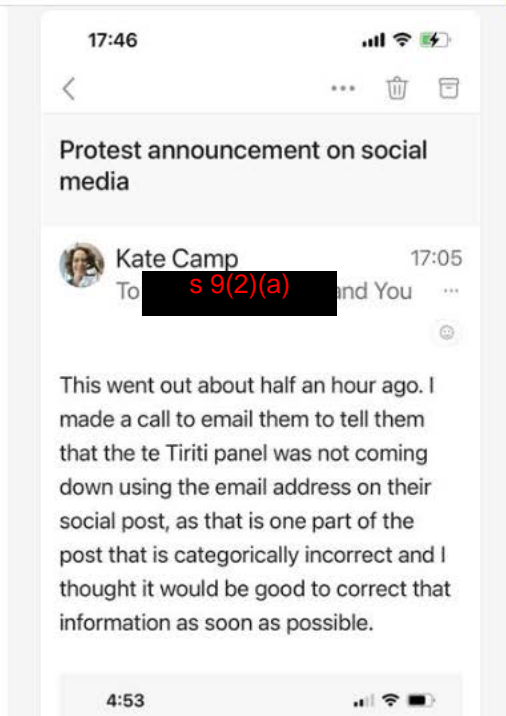 17:46
Protest announcement on social
media
Kate Camp 17:05
To s 9(2)(a) and You ...
This went out about half an hour ago. I
made a call to email them to tell them
that the te Tiriti panel was not coming
down using the email address on their
social post, as that is one part of the
post that is categorically incorrect and I
thought it would be good to correct that
information as soon as possible.
4:53